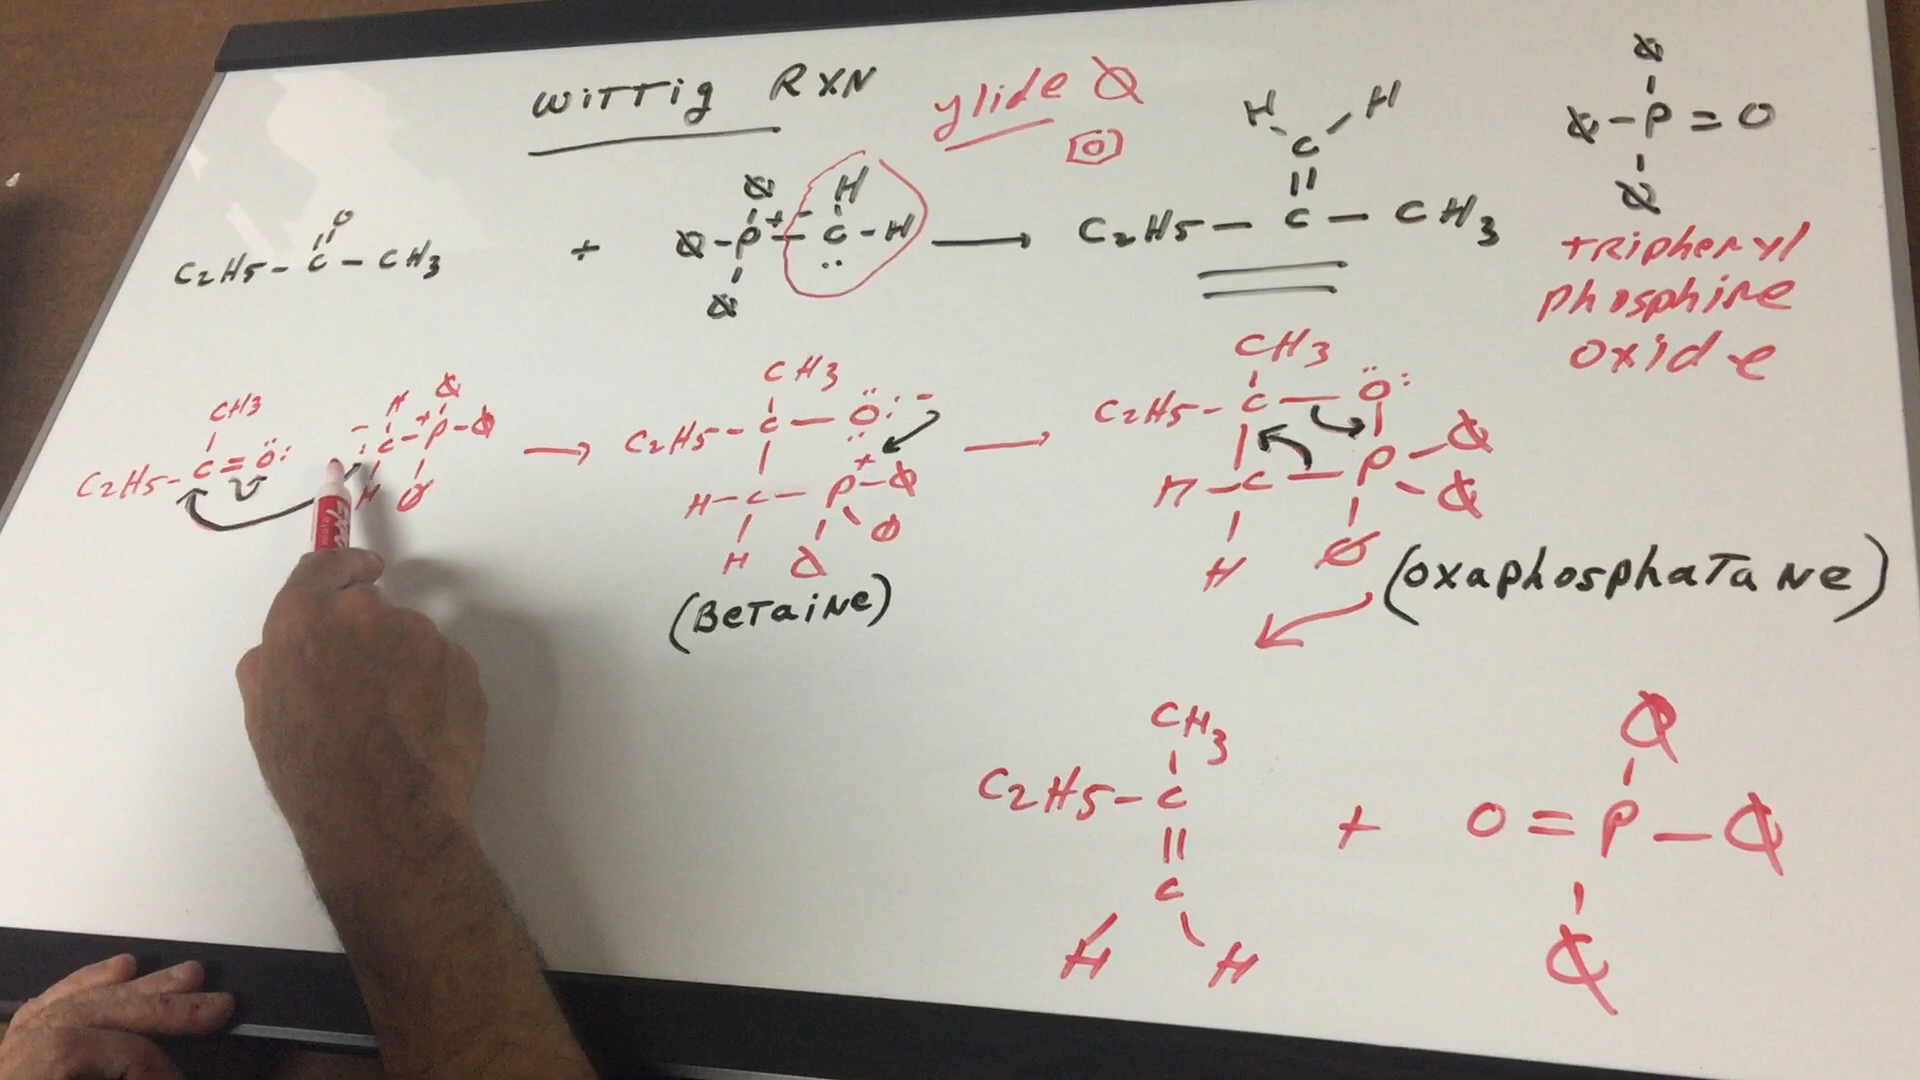 WITTIG RXN
ylide Ø
[O]
O
C2H5 - C - CH3
+
Ø
Ø - P + - C - H
H
Ø
H H
C
C2H5 - C - CH3
Ø
Ø - P = O
Ø
TRiphenyl
phosphine
oxide
CH3
C2H5 - C = Ö:
- H + Ø
C - P - Ø
H Ø
CH3
C2H5 - C - Ö: -
H - C - P + - Ø
H Ø Ø
(BeTaiNe)
CH3
C2H5 - C - Ö:
H - C - P - Ø
Ø
H Ø
(OxaphosphaTaNe)
CH3
C2H5 - C
=
C
H H
+
Ø
O = P - Ø
Ø
EXPO